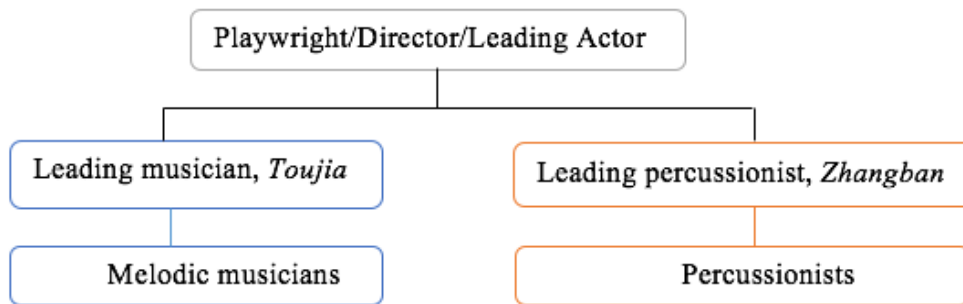 Playwright/Director/Leading Actor
Leading musician, Toujia
Leading percussionist, Zhangban
Melodic musicians
Percussionists